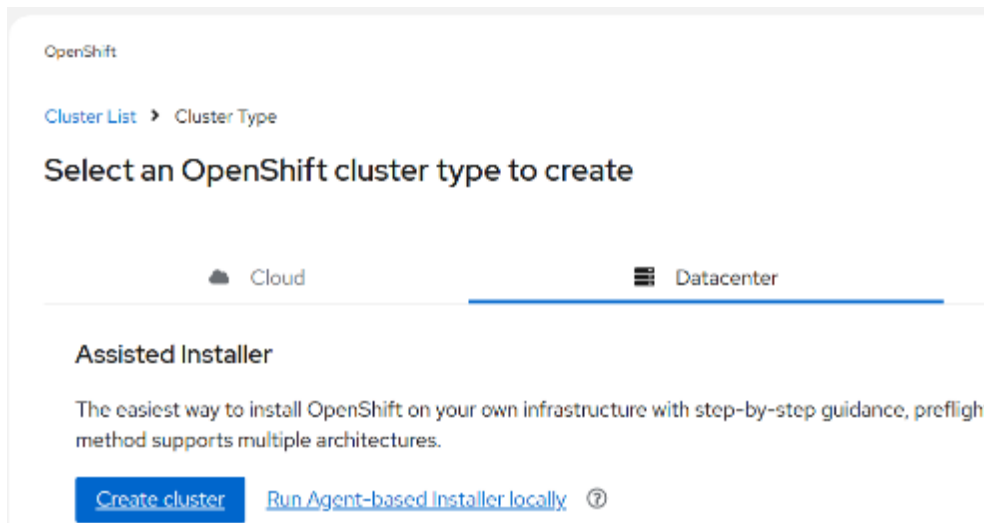 OpenShift
Cluster List > Cluster Type
Select an OpenShift cluster type to create
Cloud Datacenter
Assisted Installer
The easiest way to install OpenShift on your own infrastructure with step-by-step guidance, prefligh
method supports multiple architectures.
Create cluster Run Agent-based Installer locally ?